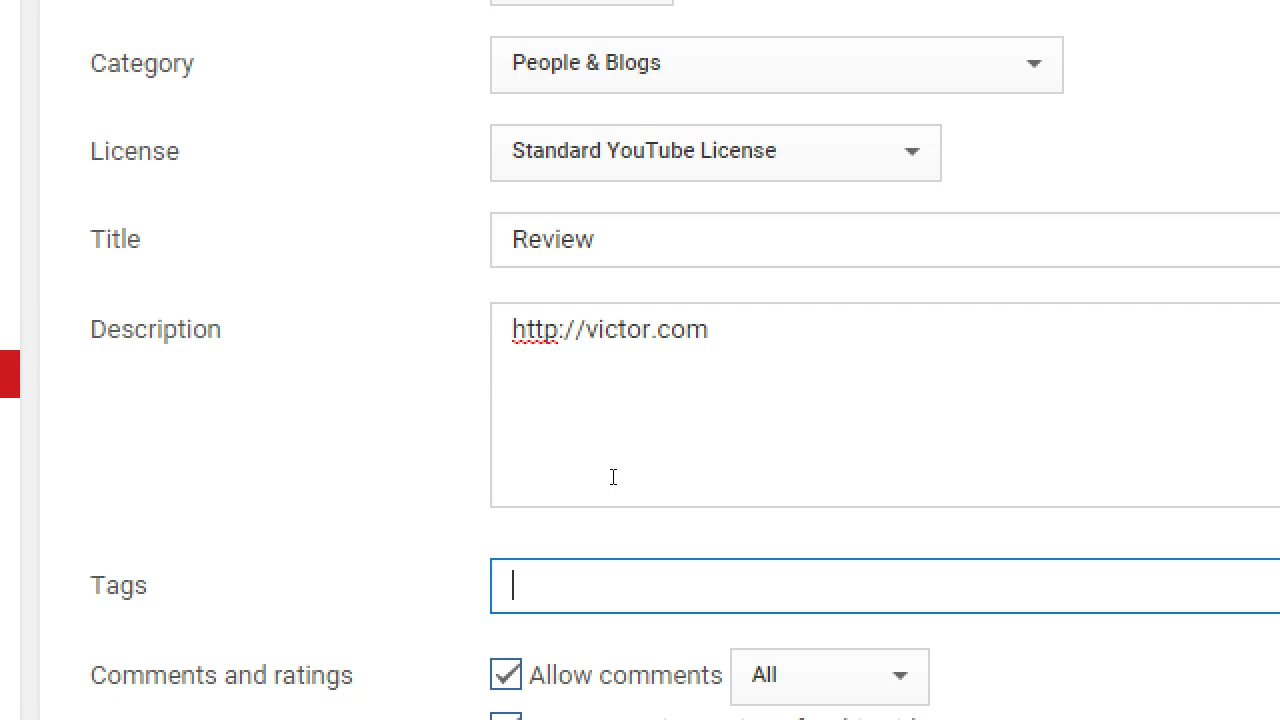 Category
People & Blogs
License
Standard YouTube License
Title
Review
Description
http://victor.com
Tags
Comments and ratings
Allow comments
All